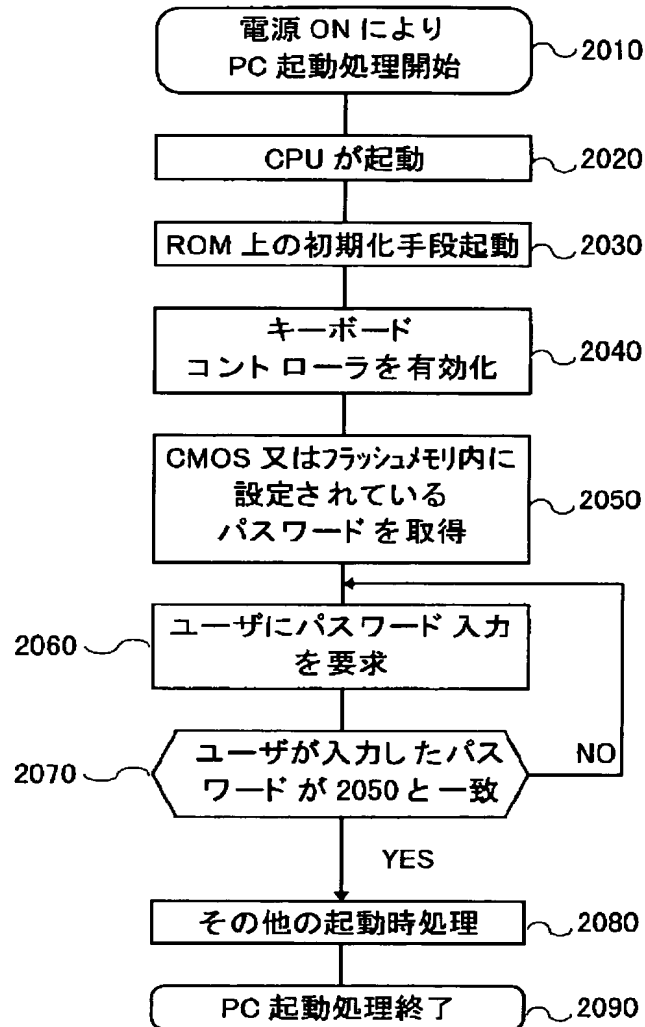 電源 ON により
PC 起動処理開始
2010
CPU が起動
2020
ROM 上の初期化手段起動
2030
キーボード
コントローラを有効化
2040
CMOS 又はフラッシュメモリ内に
設定されている
パスワードを取得
2050
2060
ユーザにパスワード入力
を要求
2070
ユーザが入力したパス
ワードが 2050 と一致
NO
YES
その他の起動時処理
2080
PC 起動処理終了
2090